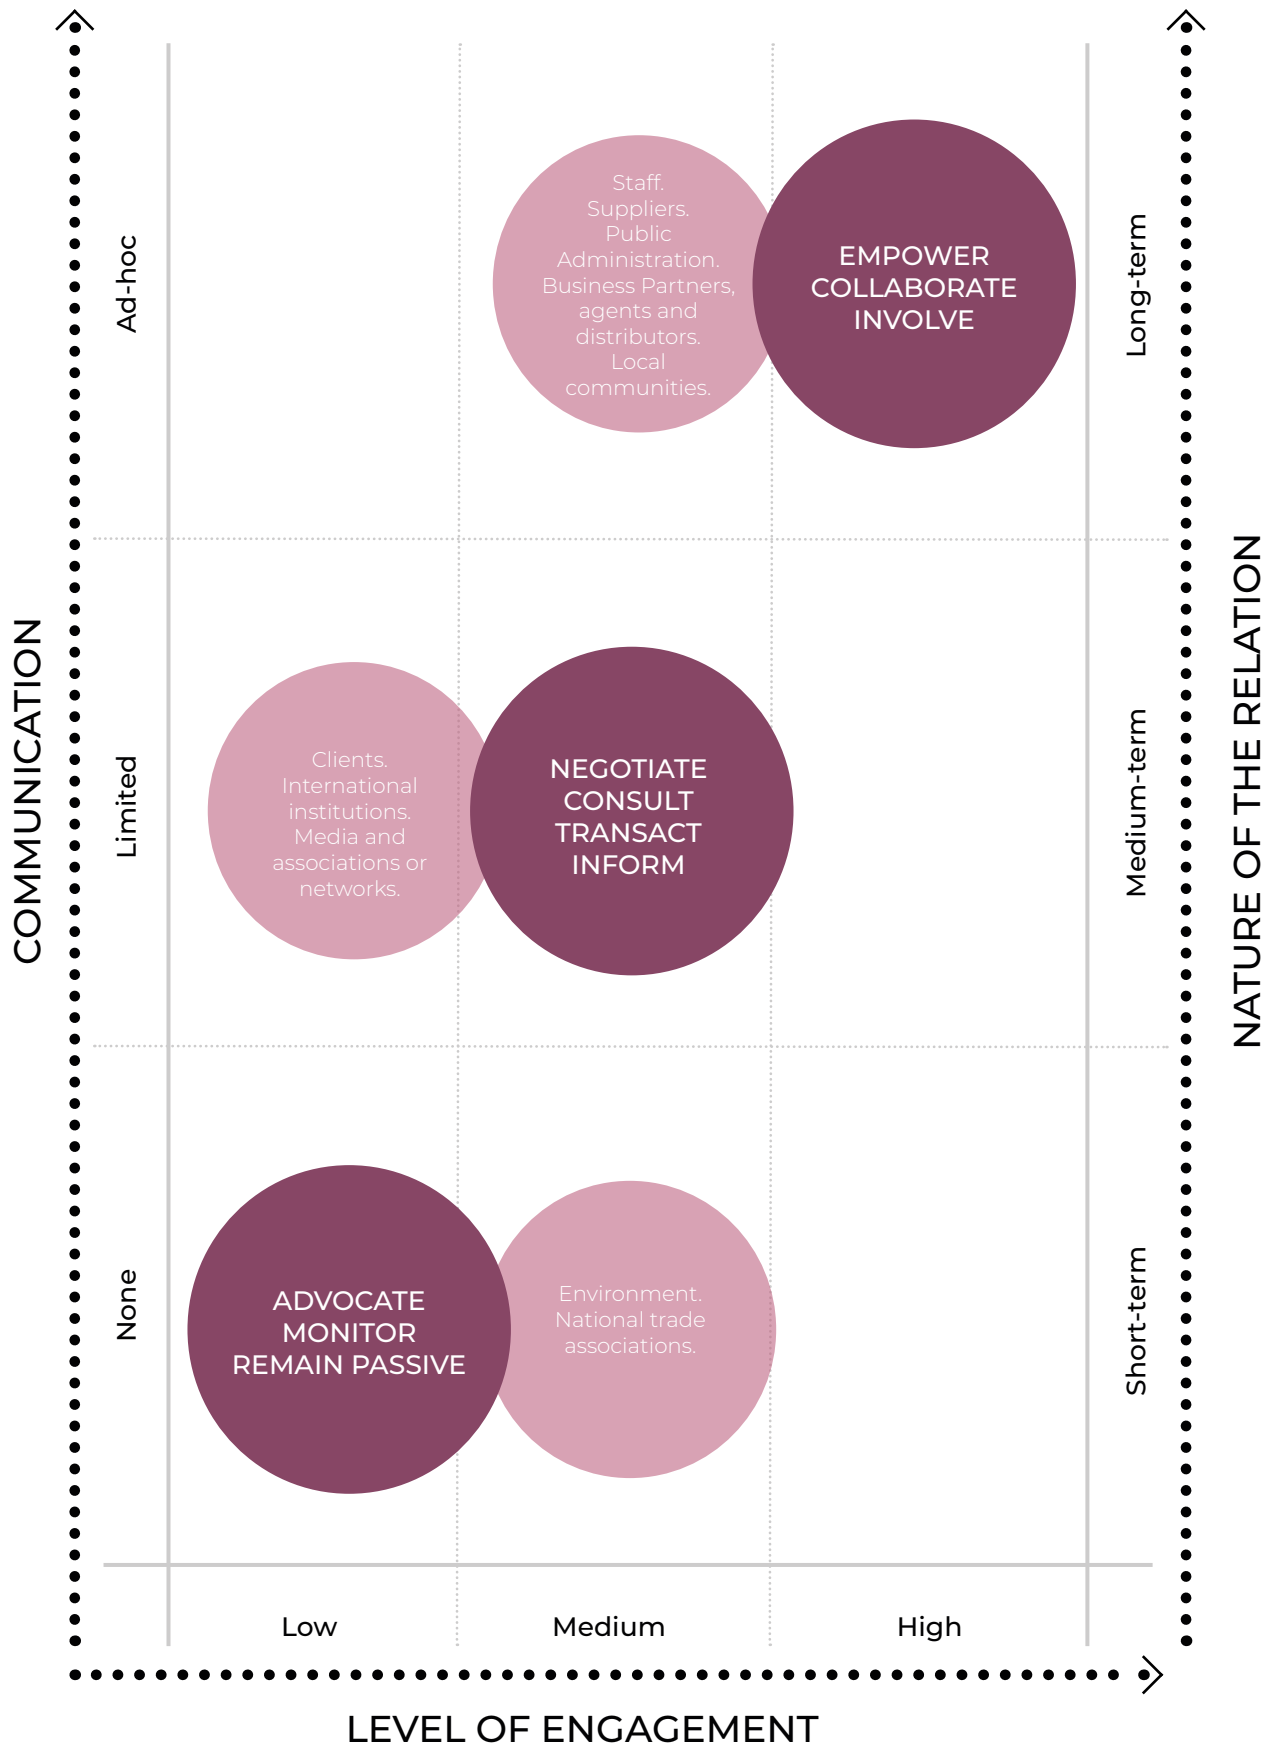 COMMUNICATION
Ad-hoc
Staff.
Suppliers.
Public
Administration.
Business Partners,
agents and
distributors.
Local
communities.
EMPOWER
COLLABORATE
INVOLVE
Long-term
Limited
Clients.
International
institutions.
Media and
associations or
networks.
NEGOTIATE
CONSULT
TRANSACT
INFORM
Medium-term
NATURE OF THE RELATION
None
ADVOCATE
MONITOR
REMAIN PASSIVE
Environment.
National trade
associations.
Short-term
Low
Medium
High
LEVEL OF ENGAGEMENT